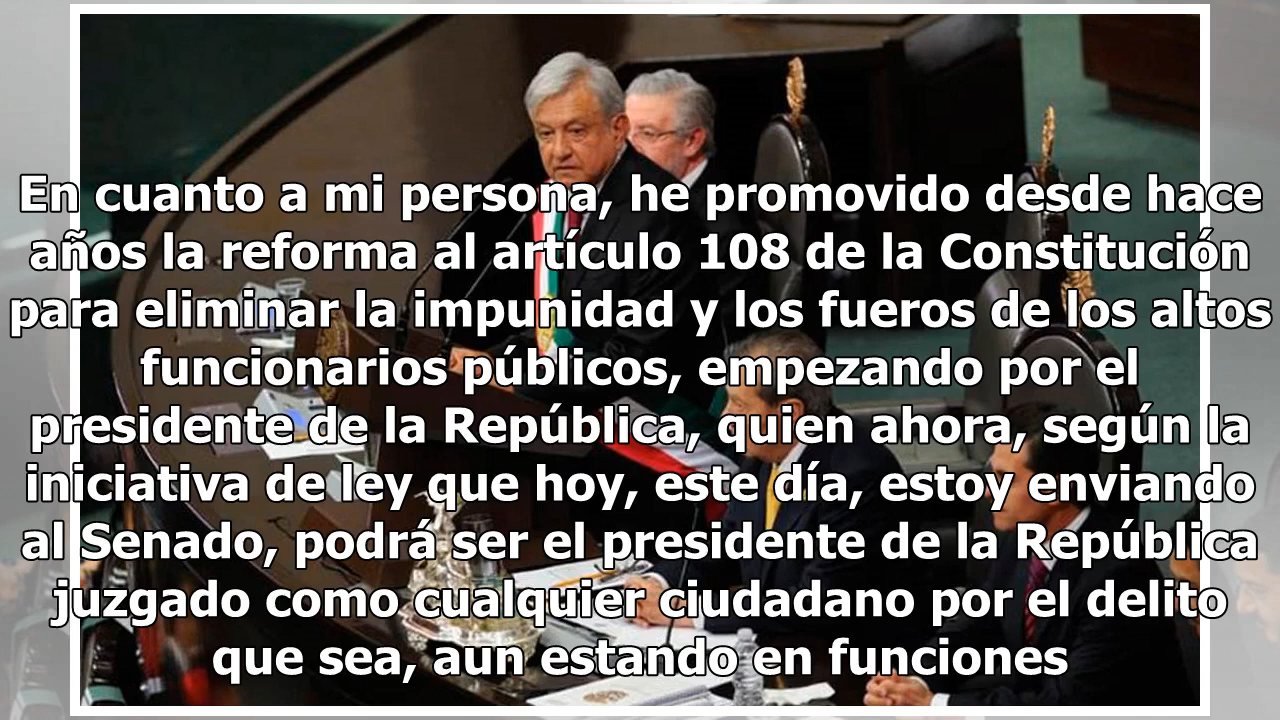 En cuanto a mi persona, he promovido desde hace
años la reforma al artículo 108 de la Constitución
para eliminar la impunidad y los fueros de los altos
funcionarios públicos, empezando por el
presidente de la República, quien ahora, según la
iniciativa de ley que hoy, este día, estoy enviando
al Senado, podrá ser el presidente de la República
juzgado como cualquier ciudadano por el delito
que sea, aun estando en funciones